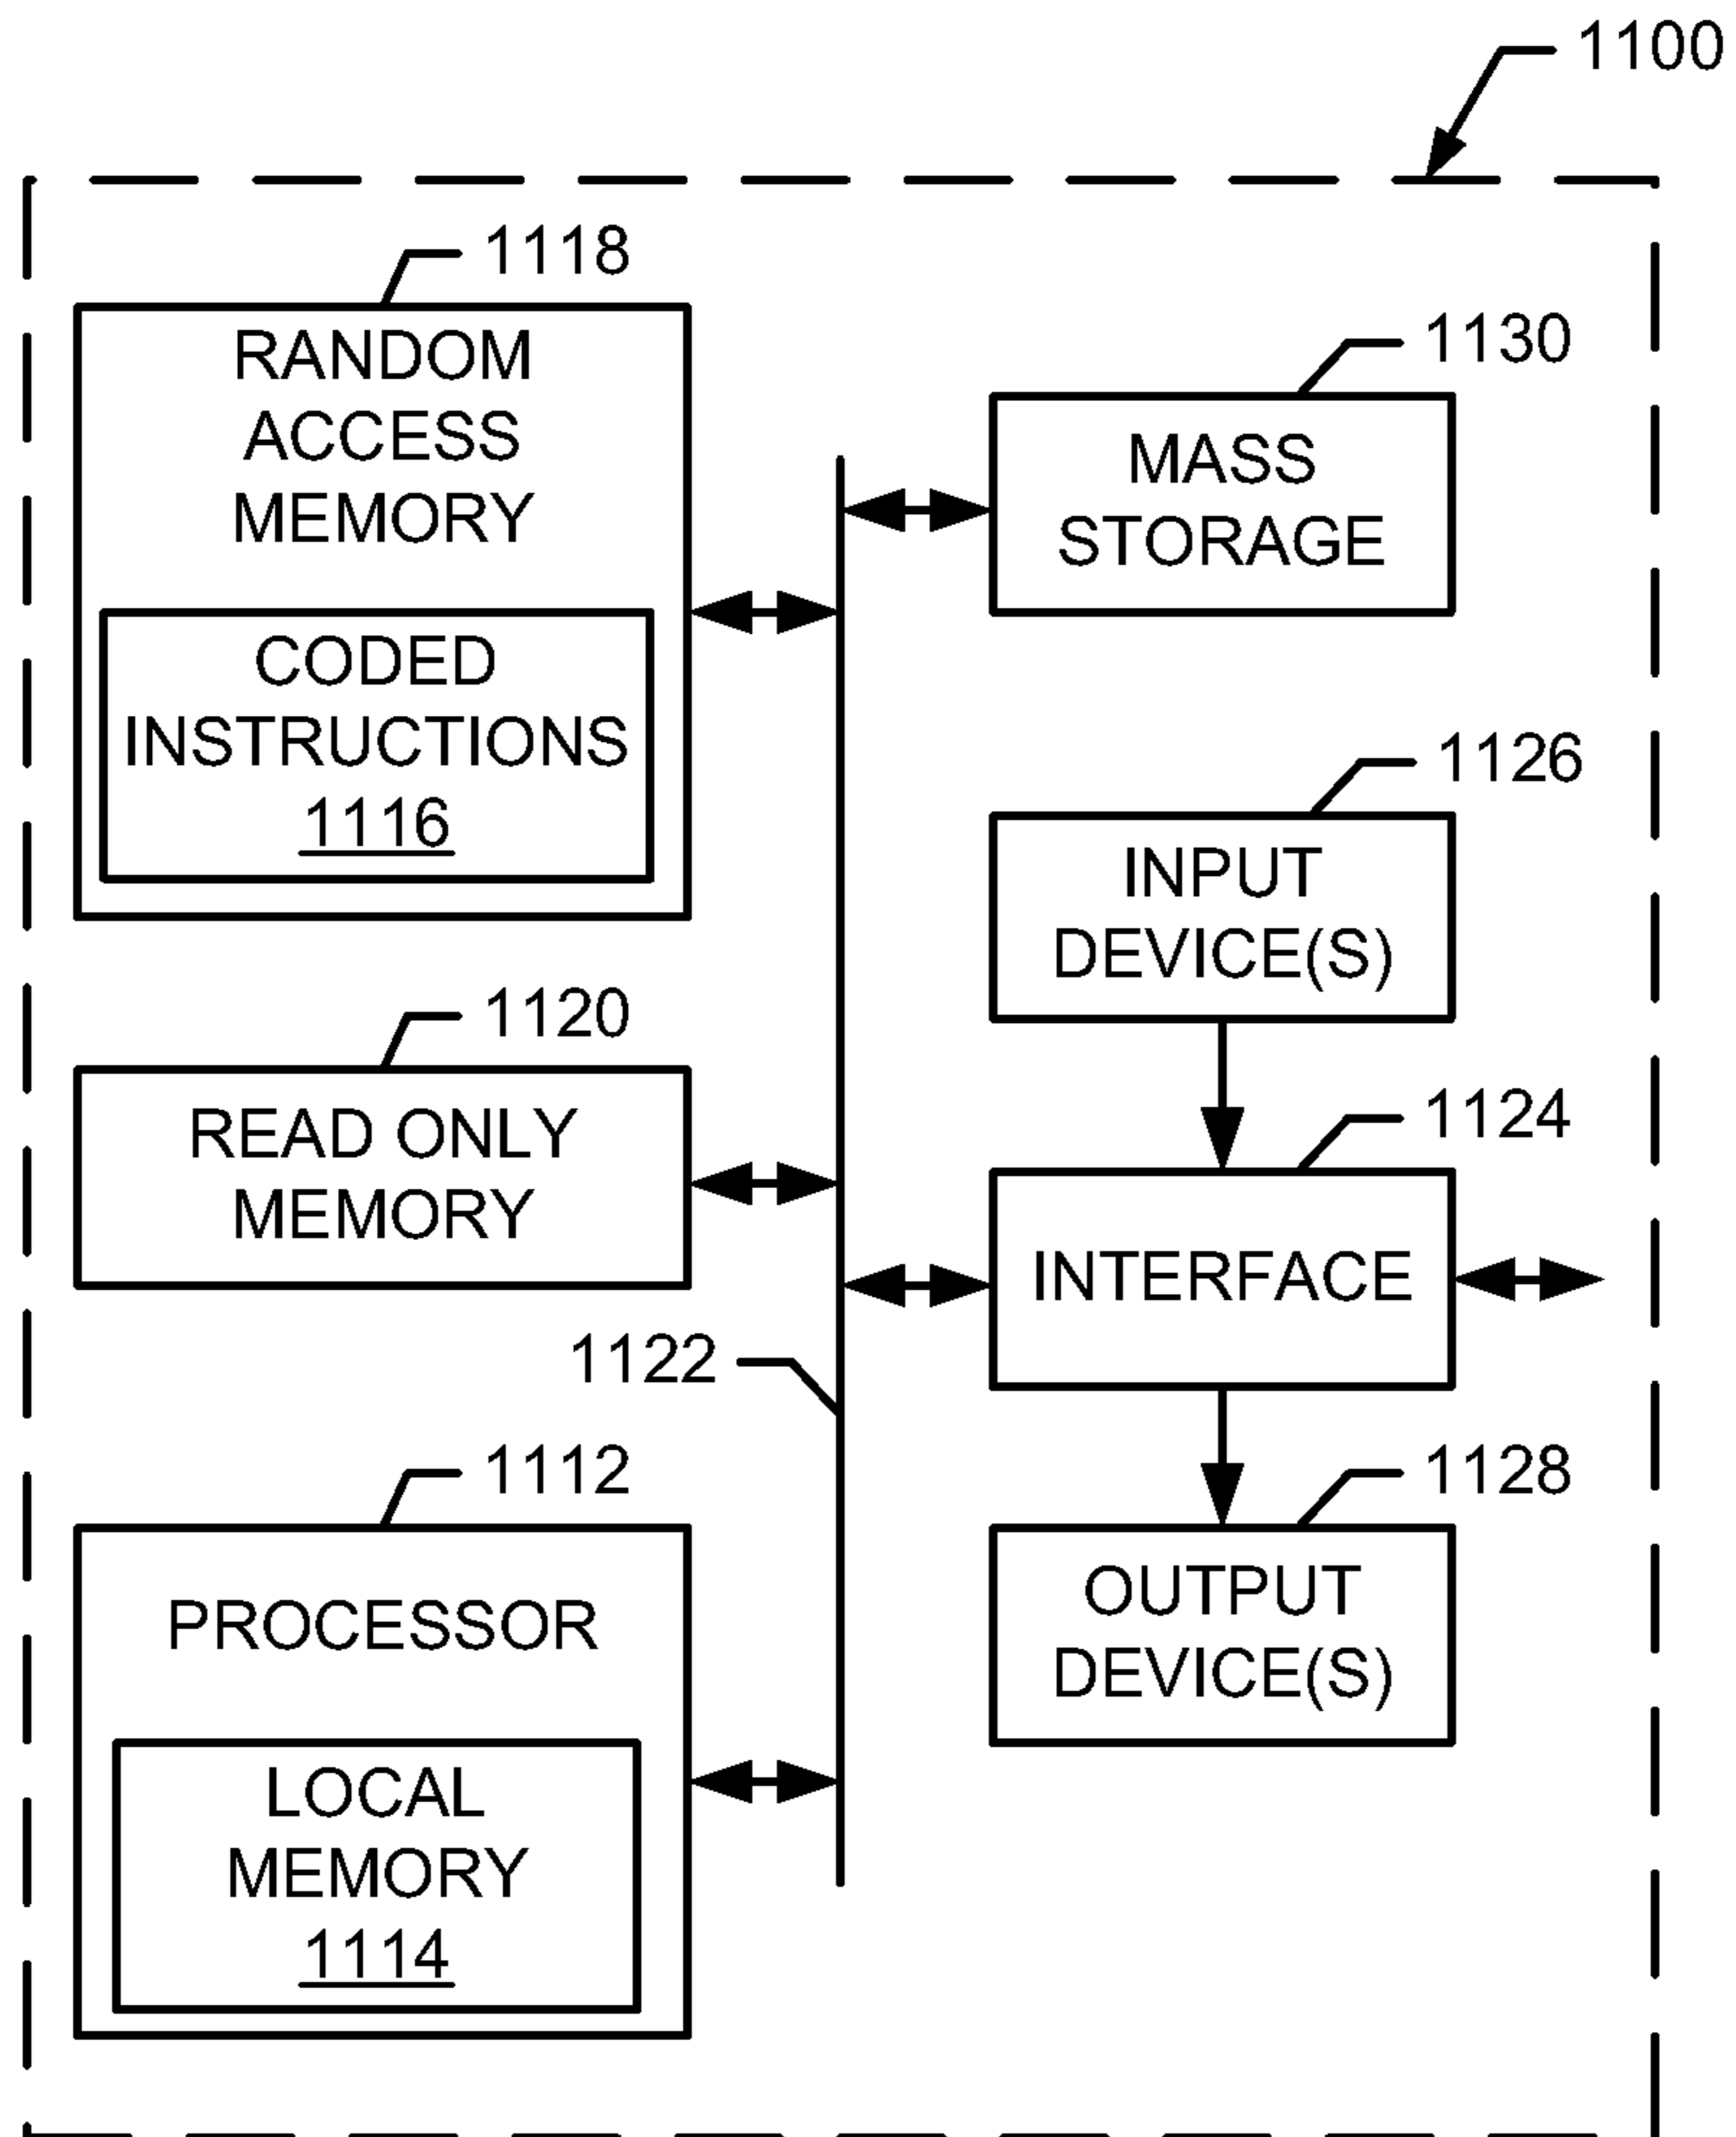 1100
1118
RANDOM
ACCESS
MEMORY
CODED
INSTRUCTIONS
1116
1130
MASS
STORAGE
1126
INPUT
DEVICE(S)
1120
READ ONLY
MEMORY
1124
INTERFACE
1122
1112
PROCESSOR
LOCAL
MEMORY
1114
1128
OUTPUT
DEVICE(S)